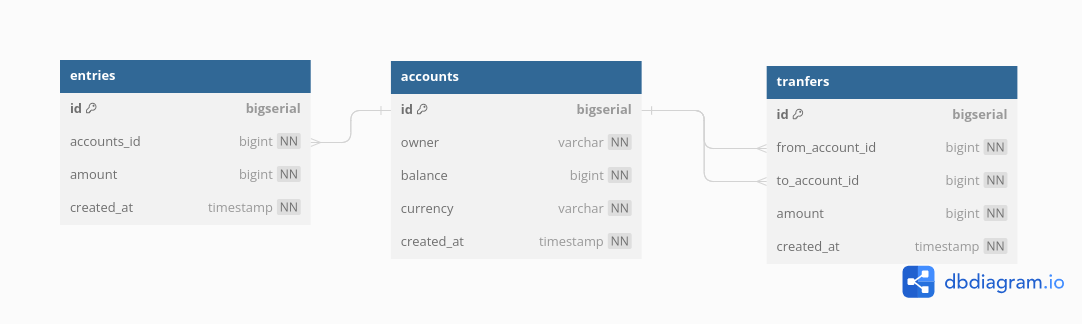 entries
id bigserial
accounts_id bigint NN
amount bigint NN
created_at timestamp NN
accounts
id bigserial
owner varchar NN
balance bigint NN
currency varchar NN
created_at timestamp NN
tranfers
id bigserial
from_account_id bigint NN
to_account_id bigint NN
amount bigint NN
created_at timestamp NN
dbdiagram.io